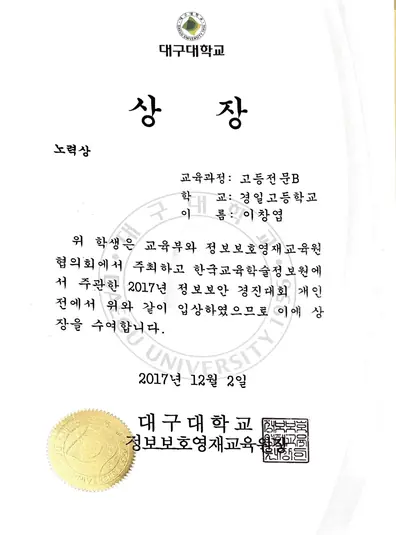 대구대학교
상 장
노력상
교육과정: 고등전문B
학 교: 경일고등학교
이 름: 이창엽
위 학생은 교육부와 정보보호영재교육원
협의회에서 주최하고 한국교육학술정보원에
서 주관한 2017년 정보보안 경진대회 개인
전에서 위와 같이 입상하였으므로 이에 상
장을 수여합니다.
2017년 12월 2일
대구대학교
정보보호영재교육원장